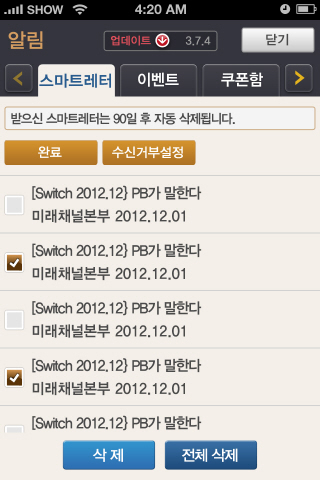 SHOW 4:20 AM
알림 업데이트 3.7.4 닫기
스마트레터 이벤트 쿠폰함
받으신 스마트레터는 90일 후 자동 삭제됩니다.
완료 수신거부설정
[Switch 2012.12} PB가 말한다
미래채널본부 2012.12.01
[Switch 2012.12} PB가 말한다
미래채널본부 2012.12.01
[Switch 2012.12} PB가 말한다
미래채널본부 2012.12.01
[Switch 2012.12} PB가 말한다
미래채널본부 2012.12.01
[Switch 2012.12} PB가 말한다
삭 제 전체 삭제